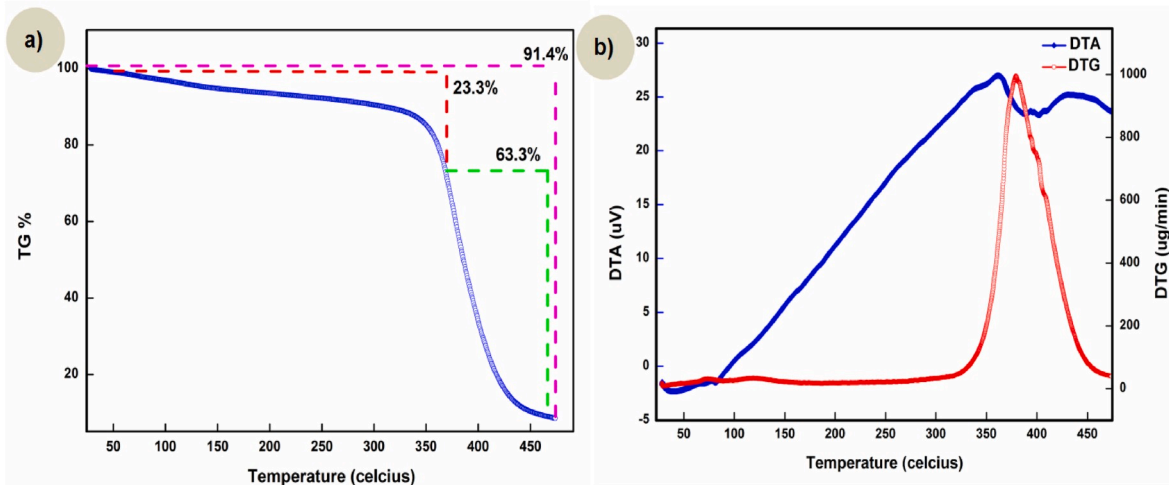 a)
TG %
100
80
60
40
20
91.4%
23.3%
63.3%
50 100 150 200 250 300 350 400 450
Temperature (celcius)
b)
DTA (uV)
30
25
20
15
10
5
0
-5
DTA
DTG
1000
800
600
400
200
0
DTG (ug/min)
50 100 150 200 250 300 350 400 450
Temperature (celcius)